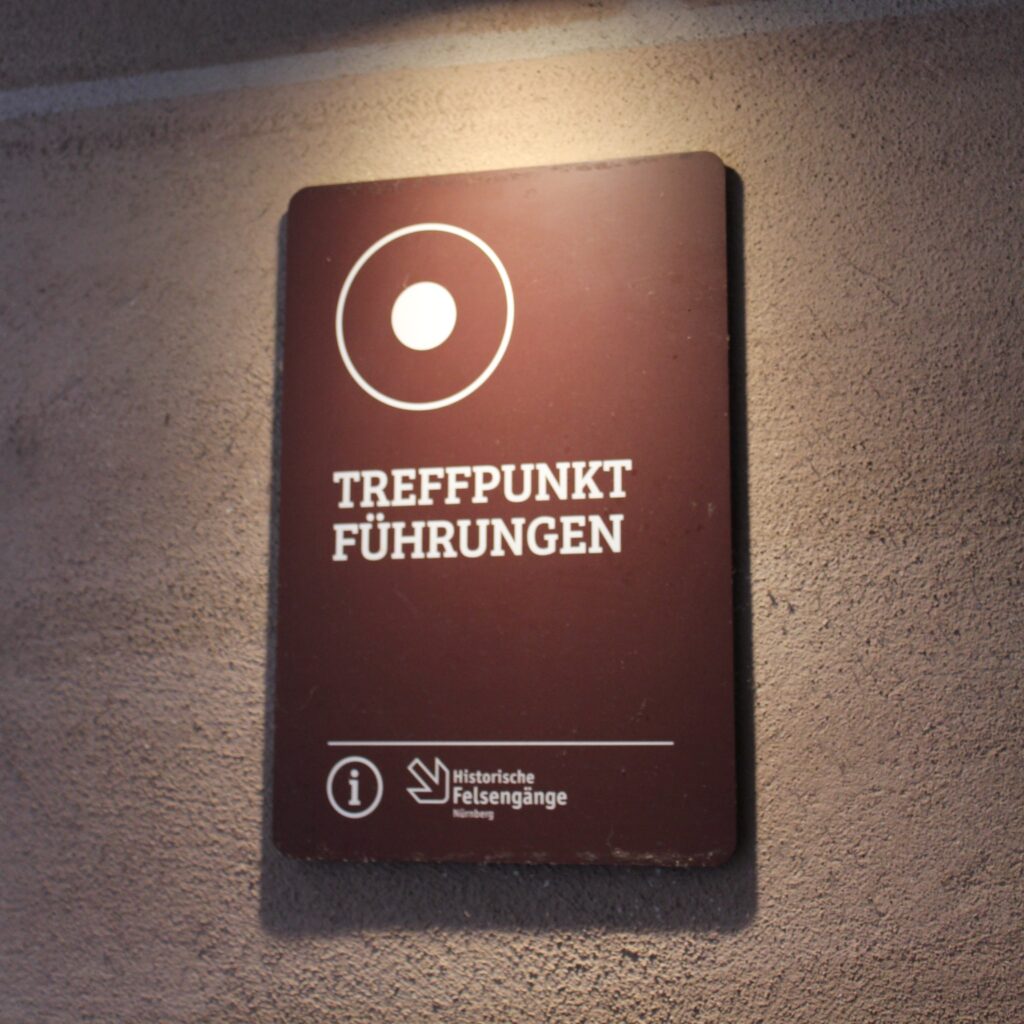 TREFFPUNKT
FÜHRUNGEN
i
Historische
Felsengänge
Nürnberg